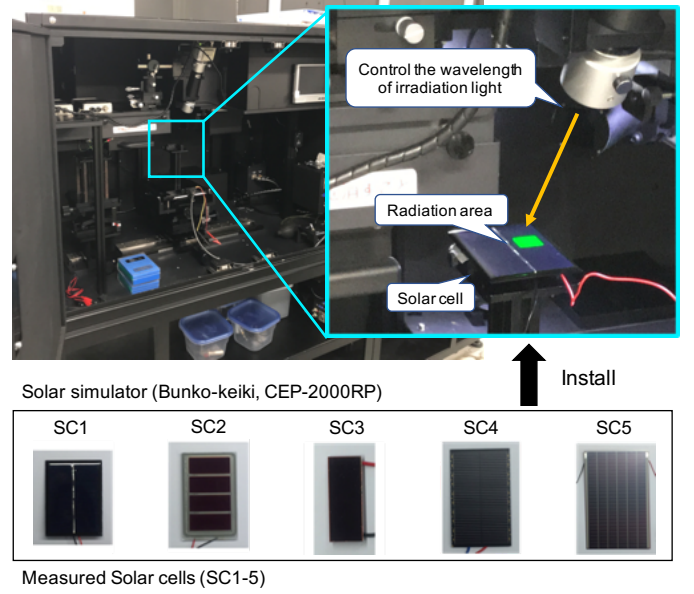 Control the wavelength
of irradiation light
Radiation area
Solar cell
Install
Solar simulator (Bunko-keiki, CEP-2000RP)
SC1 SC2 SC3 SC4 SC5
Measured Solar cells (SC1-5)